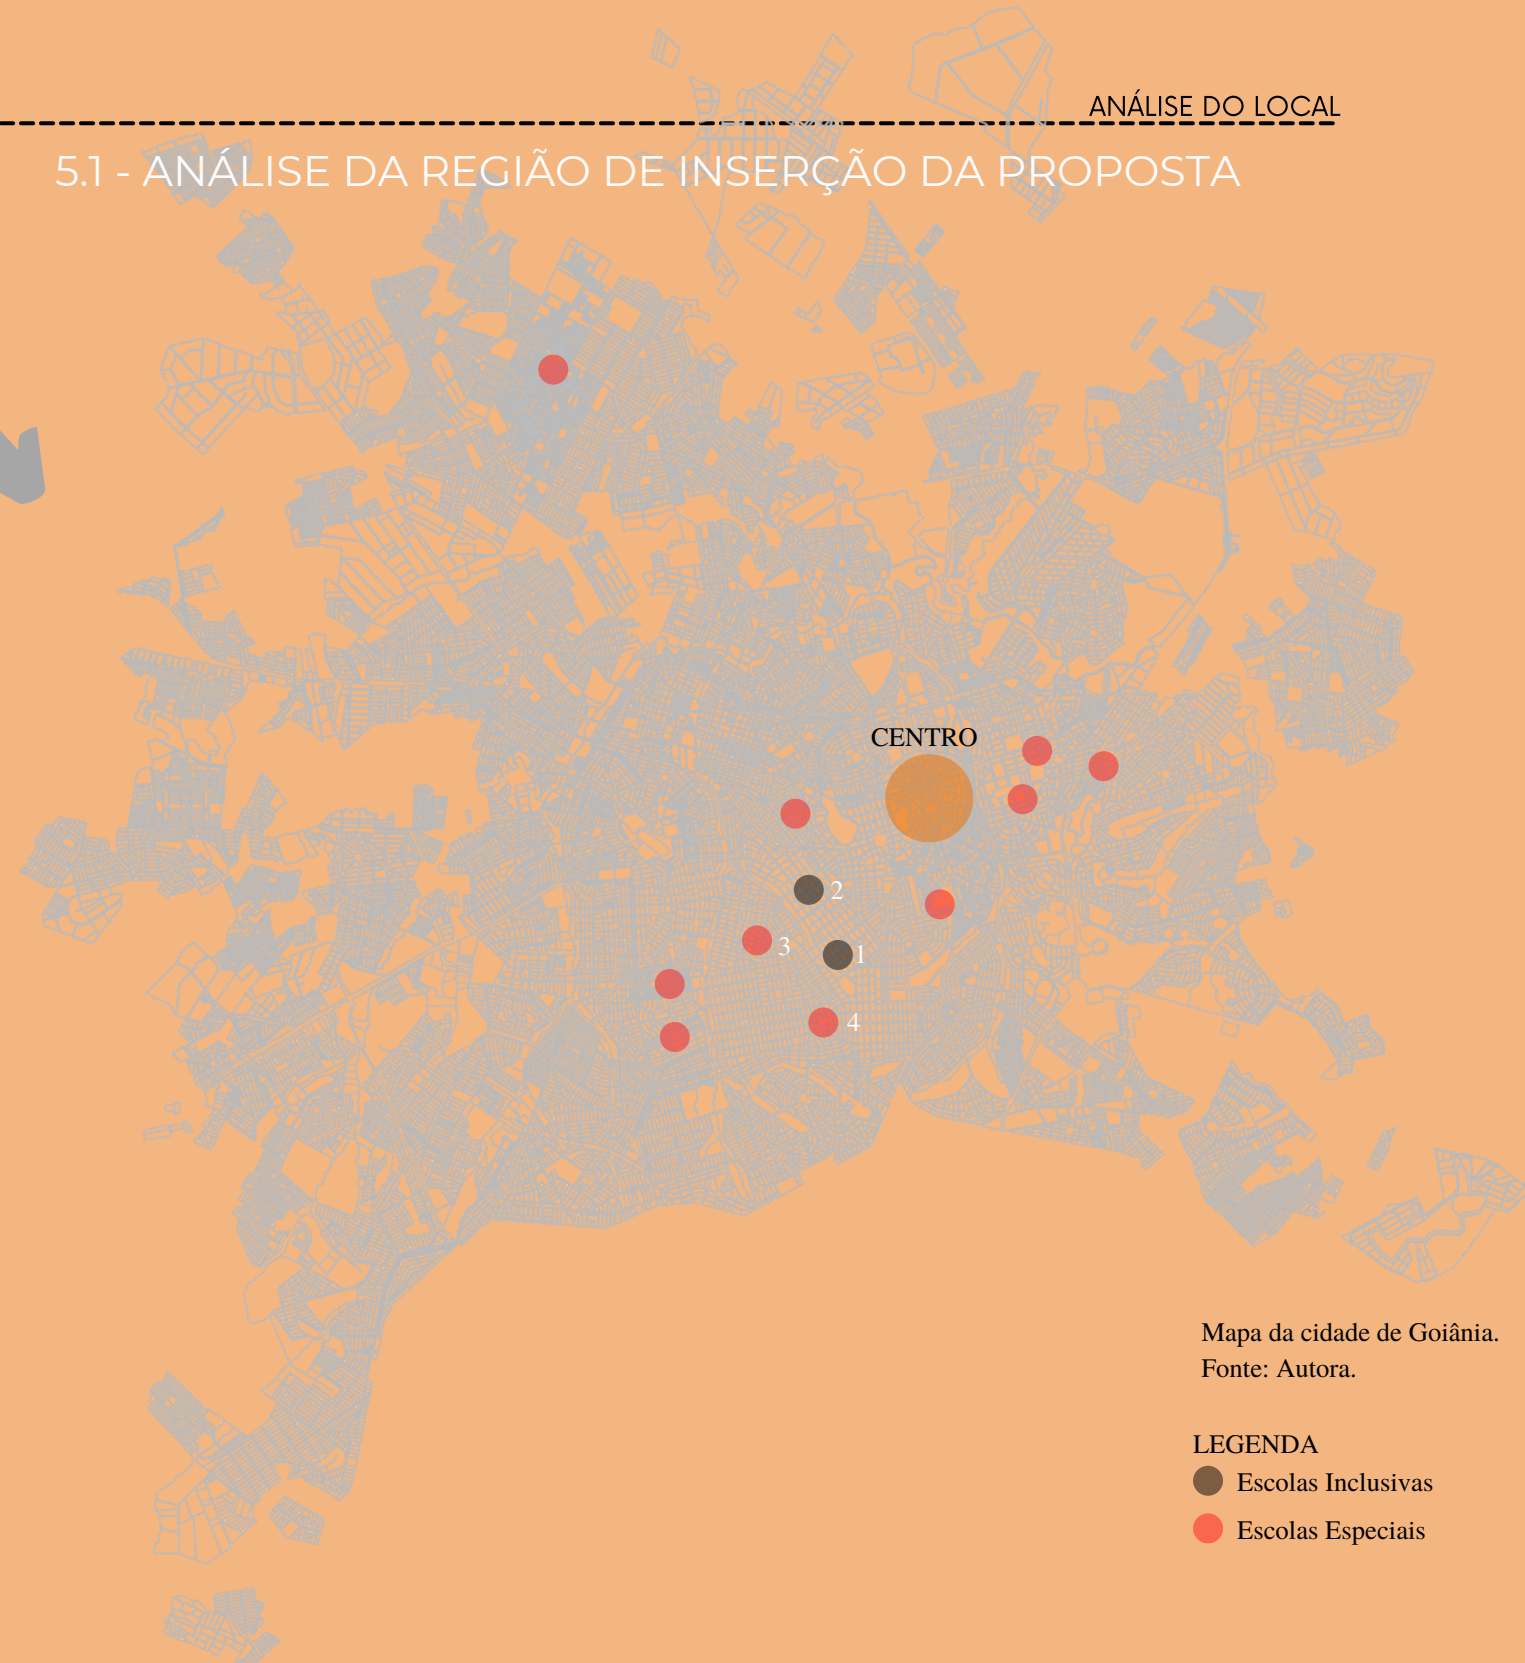 ANÁLISE DO LOCAL
5.1 - ANÁLISE DA REGIÃO DE INSERÇÃO DA PROPOSTA
CENTRO
2
3
1
4
Mapa da cidade de Goiânia.
Fonte: Autora.
LEGENDA
Escolas Inclusivas
Escolas Especiais